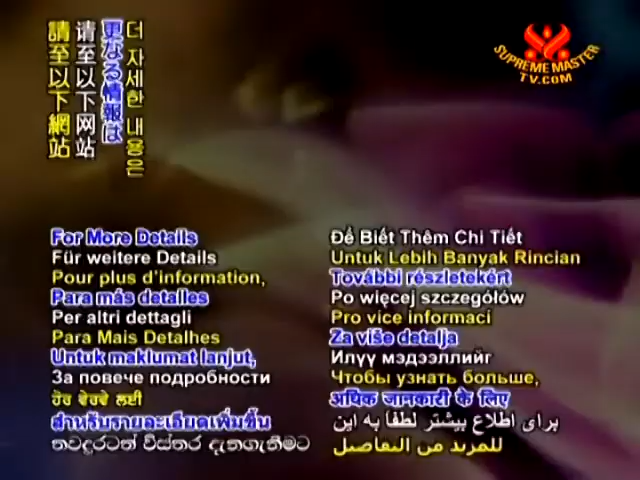 請至以下網站
请至以下网站
更なる情報は
더 자세한 내용은
SUPREME MASTER
TV.COM
For More Details
Für weitere Details
Pour plus d'information,
Para más detalles
Per altri dettagli
Para Mais Detalhes
Untuk maklumat lanjut,
За повече подробности
ਹੋਰ ਵੇਰਵੇ ਲਈ
สำหรับรายละเอียดเพิ่มขึ้น
තවදුරටත් විස්තර දැනගැනීමට
Để Biết Thêm Chi Tiết
Untuk Lebih Banyak Rincian
További részletekért
Po więcej szczegółów
Pro více informací
Za više detalja
Илүү мэдээллийг
Чтобы узнать больше,
अधिक जानकारी के लिए
برای اطلاع بیشتر لطفاً به این
للمزيد من التفاصيل